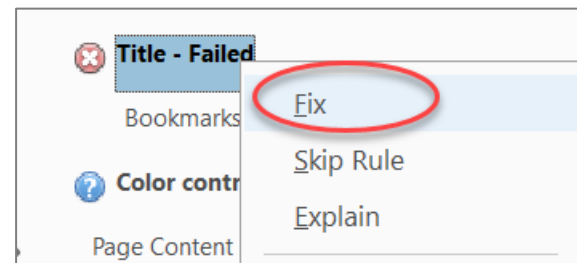 Title - Failed
Fix
Bookmarks
Skip Rule
Color contr
Explain
Page Content